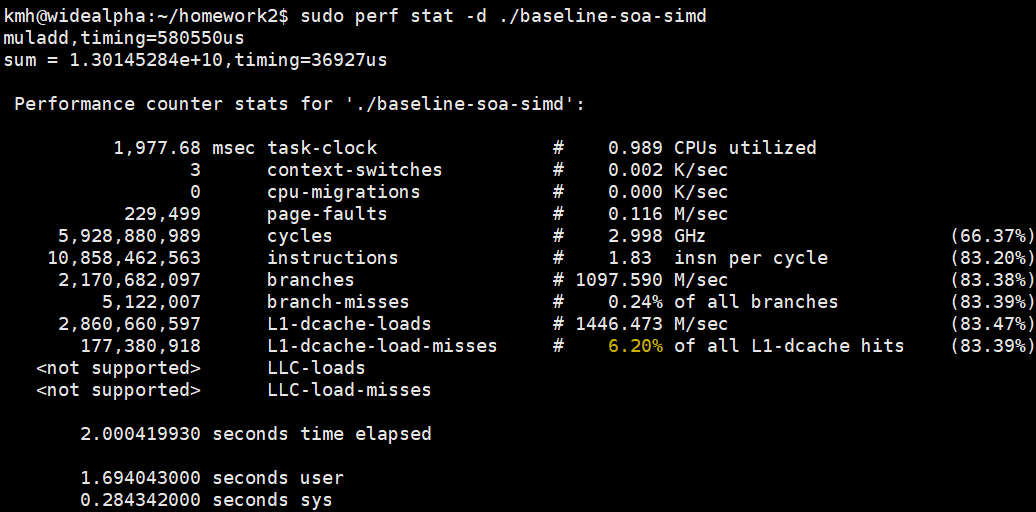 kmh@widealpha:~/homework2$ sudo perf stat -d ./baseline-soa-simd
muladd,timing=580550us
sum = 1.30145284e+10,timing=36927us
Performance counter stats for './baseline-soa-simd':
1,977.68 msec task-clock # 0.989 CPUs utilized
3 context-switches # 0.002 K/sec
0 cpu-migrations # 0.000 K/sec
229,499 page-faults # 0.116 M/sec
5,928,880,989 cycles # 2.998 GHz (66.37%)
10,858,462,563 instructions # 1.83 insn per cycle (83.20%)
2,170,682,097 branches # 1097.590 M/sec (83.38%)
5,122,007 branch-misses # 0.24% of all branches (83.39%)
2,860,660,597 L1-dcache-loads # 1446.473 M/sec (83.47%)
177,380,918 L1-dcache-load-misses # 6.20% of all L1-dcache hits (83.39%)
<not supported> LLC-loads
<not supported> LLC-load-misses
2.000419930 seconds time elapsed
1.694043000 seconds user
0.284342000 seconds sys